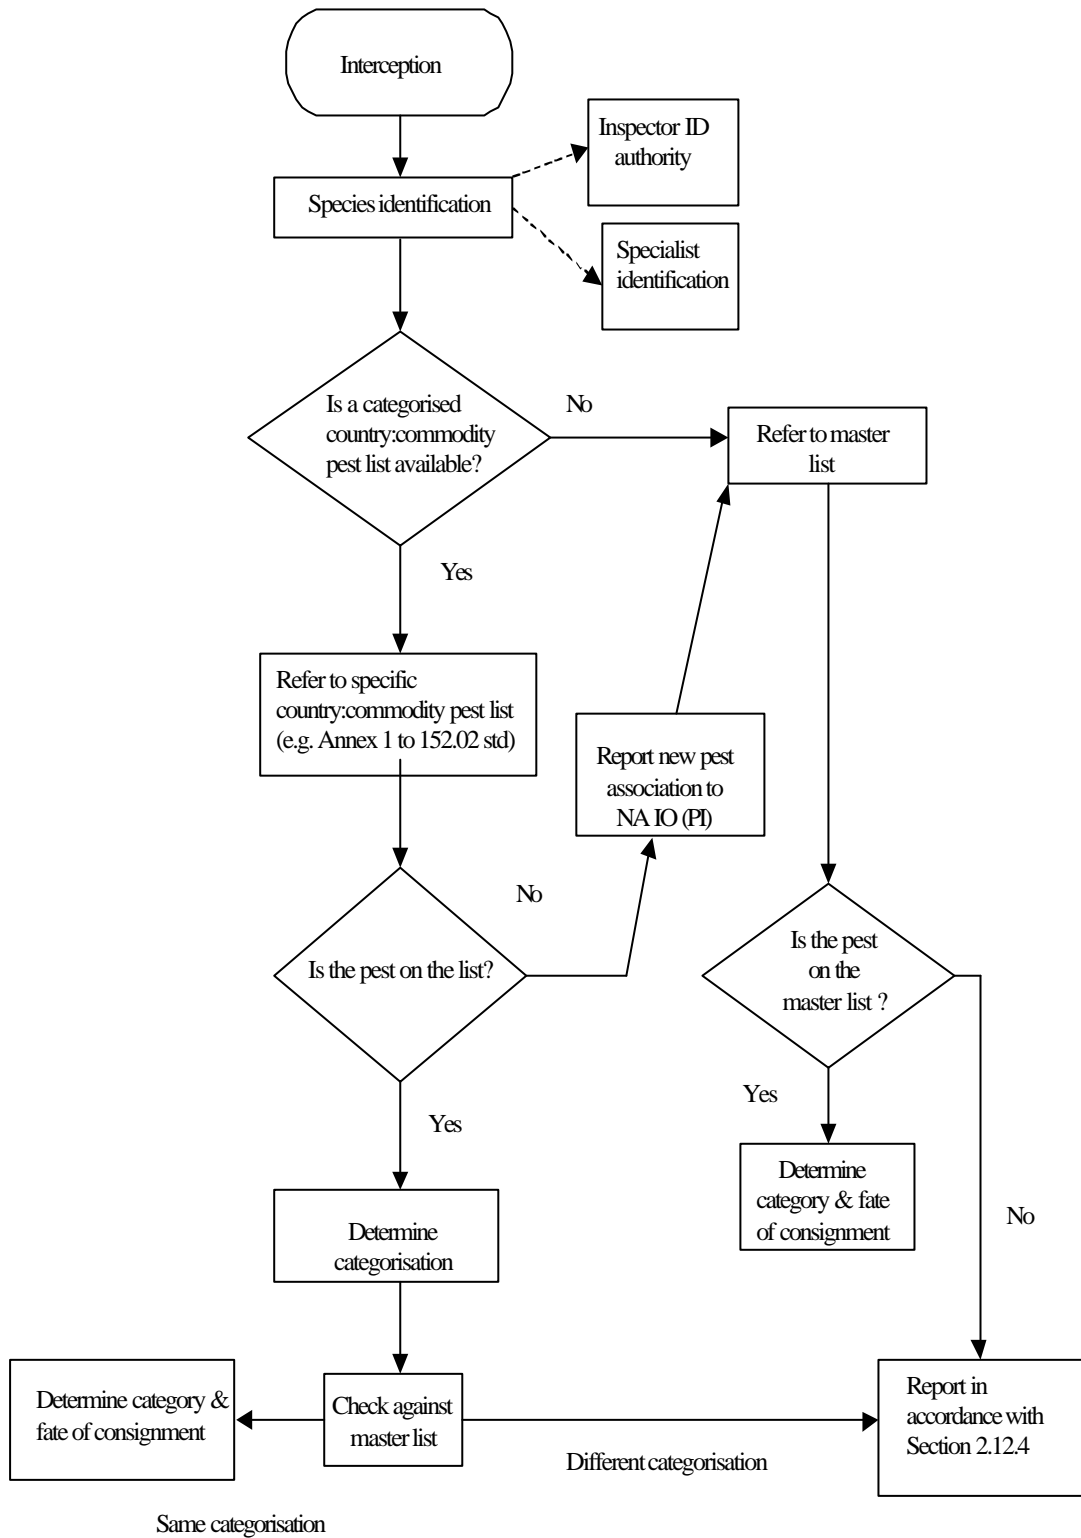 Interception
Inspector ID
authority
Species identification
Specialist
identification
Is a categorised
country:commodity
pest list available?
No
Refer to master
list
Yes
Refer to specific
country:commodity pest list
(e.g. Annex 1 to 152.02 std)
Report new pest
association to
NA IO (PI)
No
Is the pest on the list?
Is the pest
on the
master list ?
Yes
Yes
Determine
category & fate
of consignment
No
Determine
categorisation
Determine category &
fate of consignment
Check against
master list
Different categorisation
Report in
accordance with
Section 2.12.4
Same categorisation